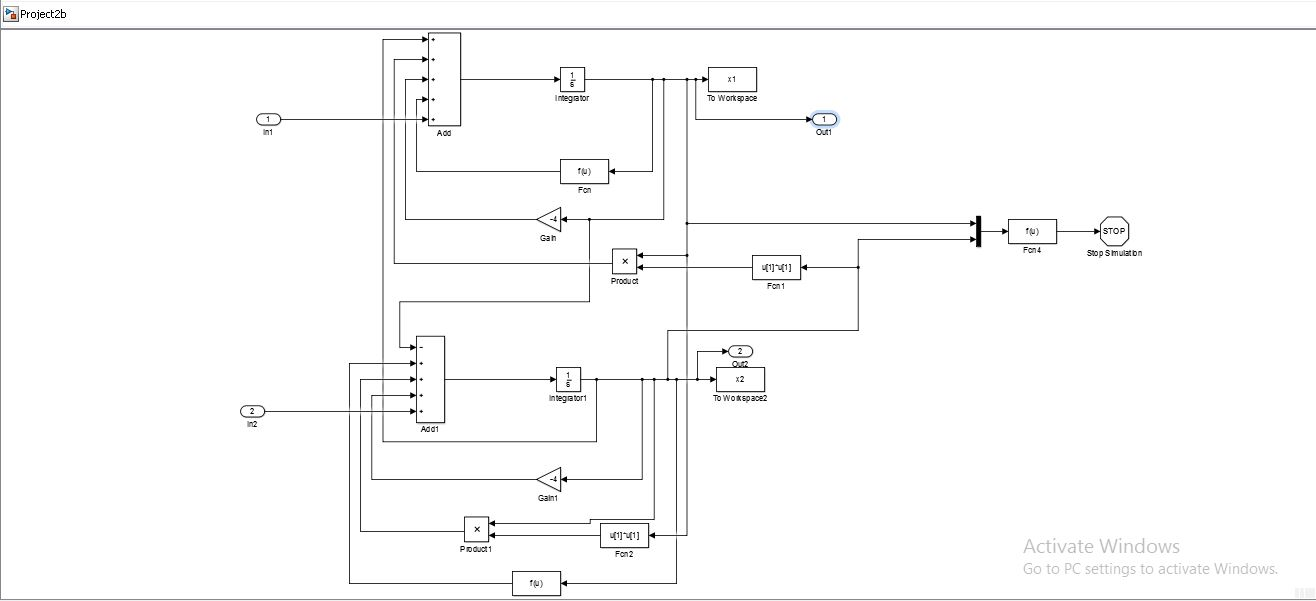 Project2b
1
s
x1
Integrator
To Workspace
1
In1
Add
1
Out1
f(u)
Fcn
-4
Gain
f(u)
STOP
Fcn4
Stop Simulation
×
Product
u[1]^u[1]
Fcn1
2
Out2
1
s
x2
Integrator1
To Workspace2
2
In2
Add1
-4
Gain1
×
Product1
u[1]^u[1]
Fcn2
f(u)
Activate Windows
Go to PC settings to activate Windows.